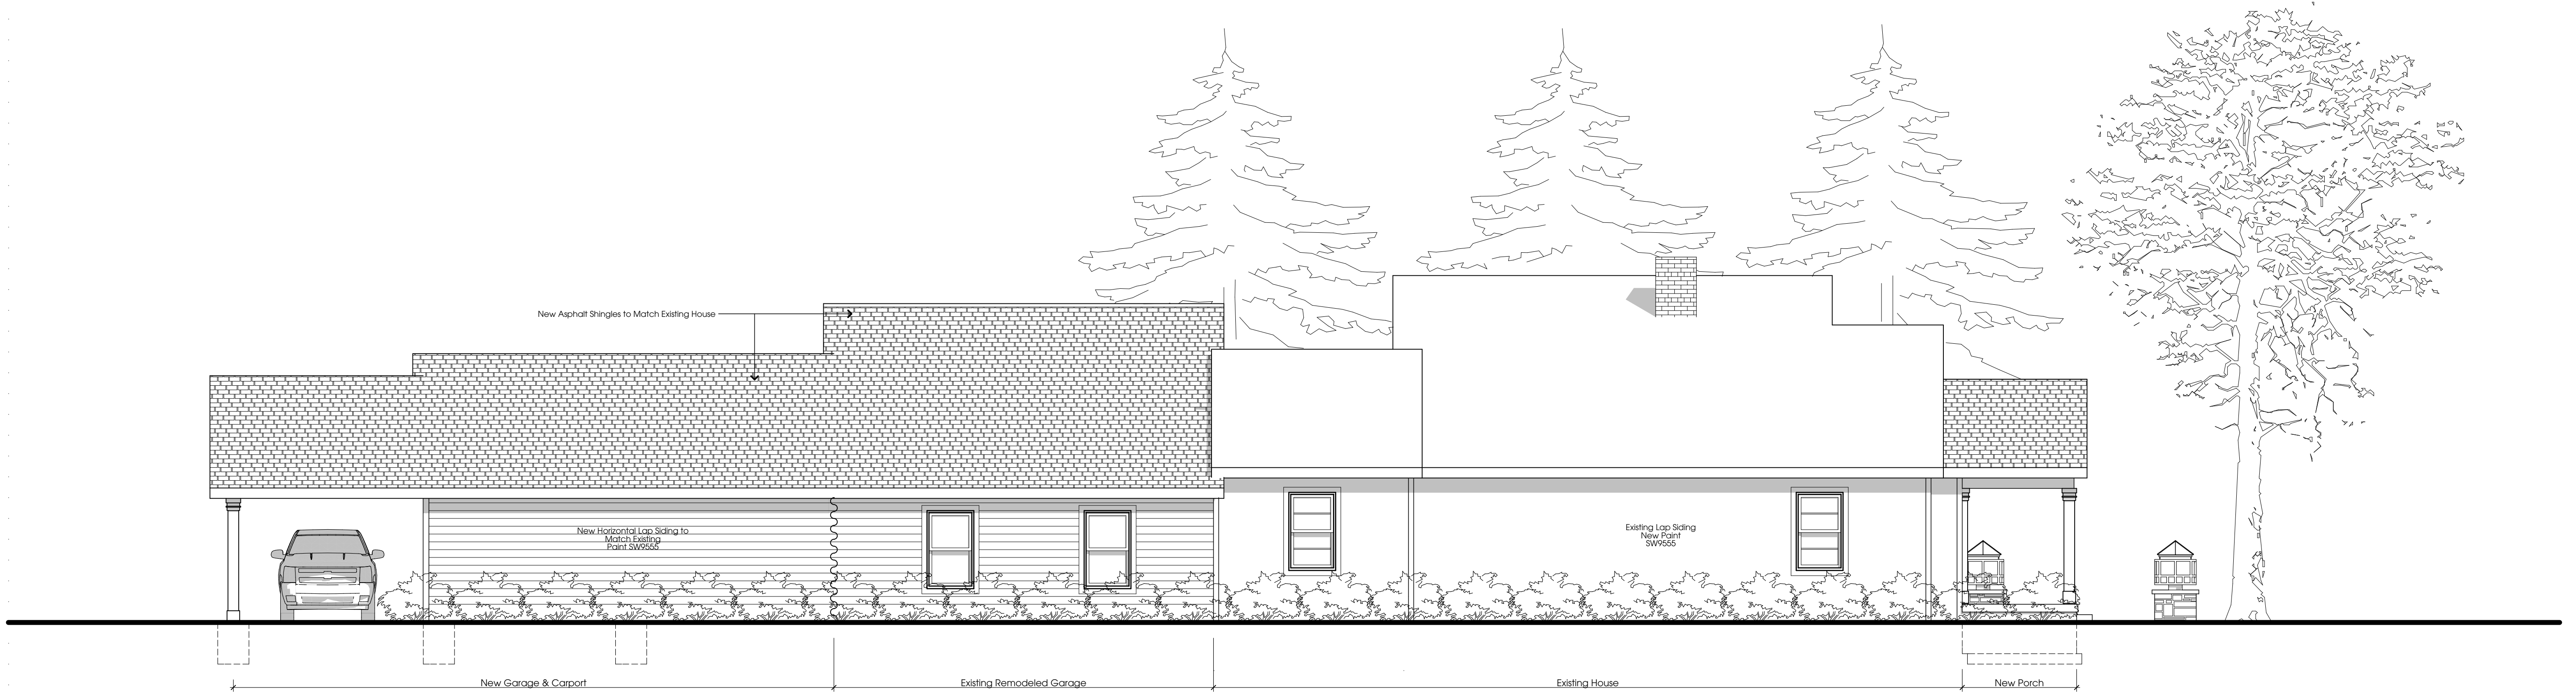 New Asphalt Shingles to Match Existing House
New Horizontal Lap Siding to
Match Existing
Paint SW9555
Existing Lap Siding
New Paint
SW9555
New Garage & Carport
Existing Remodeled Garage
Existing House
New Porch